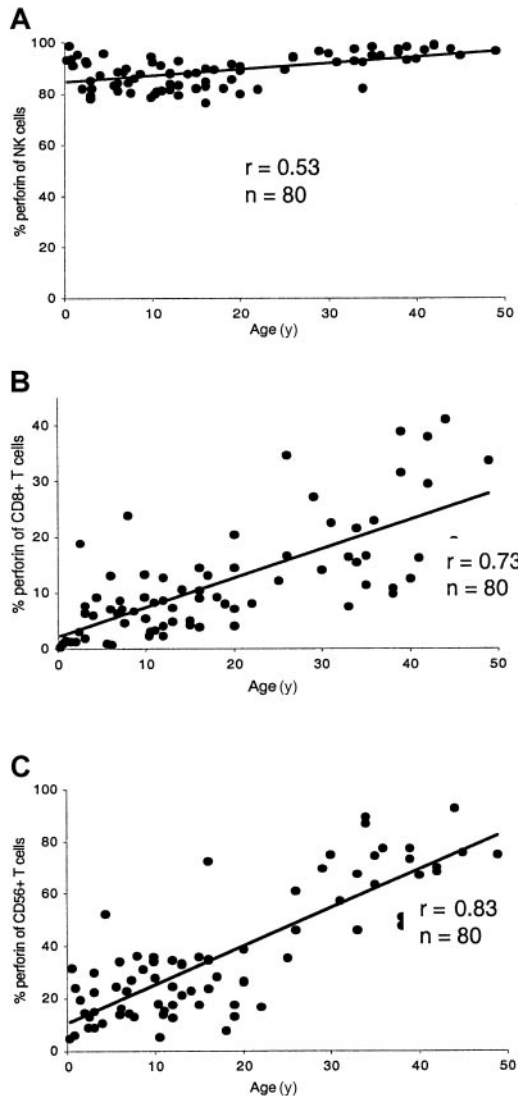 A
% perforin of NK cells
100
80
60
40
20
0
r = 0.53
n = 80
0 10 20 30 40 50
Age (y)
B
% perforin of CD8+ T cells
40
30
20
10
0
r = 0.73
n = 80
0 10 20 30 40 50
Age (y)
C
% perforin of CD56+ T cells
100
80
60
40
20
0
r = 0.83
n = 80
0 10 20 30 40 50
Age (y)